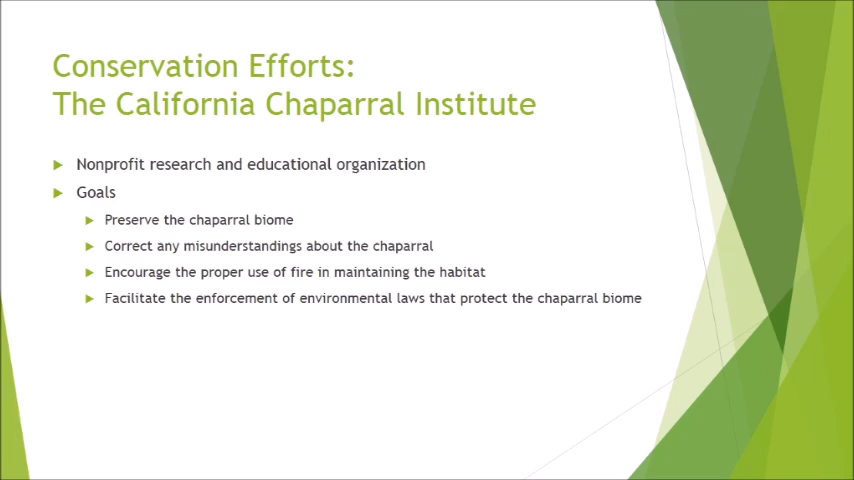 Conservation Efforts:
The California Chaparral Institute
Nonprofit research and educational organization
Goals
Preserve the chaparral biome
Correct any misunderstandings about the chaparral
Encourage the proper use of fire in maintaining the habitat
Facilitate the enforcement of environmental laws that protect the chaparral biome